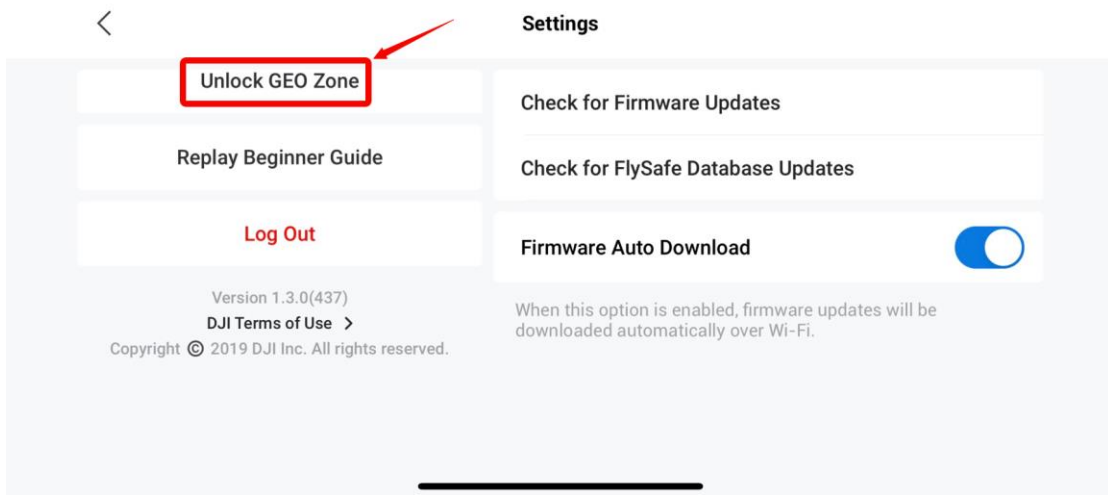 Settings
Unlock GEO Zone
Replay Beginner Guide
Log Out
Version 1.3.0(437)
DJI Terms of Use >
Copyright © 2019 DJI Inc. All rights reserved.
Check for Firmware Updates
Check for FlySafe Database Updates
Firmware Auto Download
When this option is enabled, firmware updates will be
downloaded automatically over Wi-Fi.